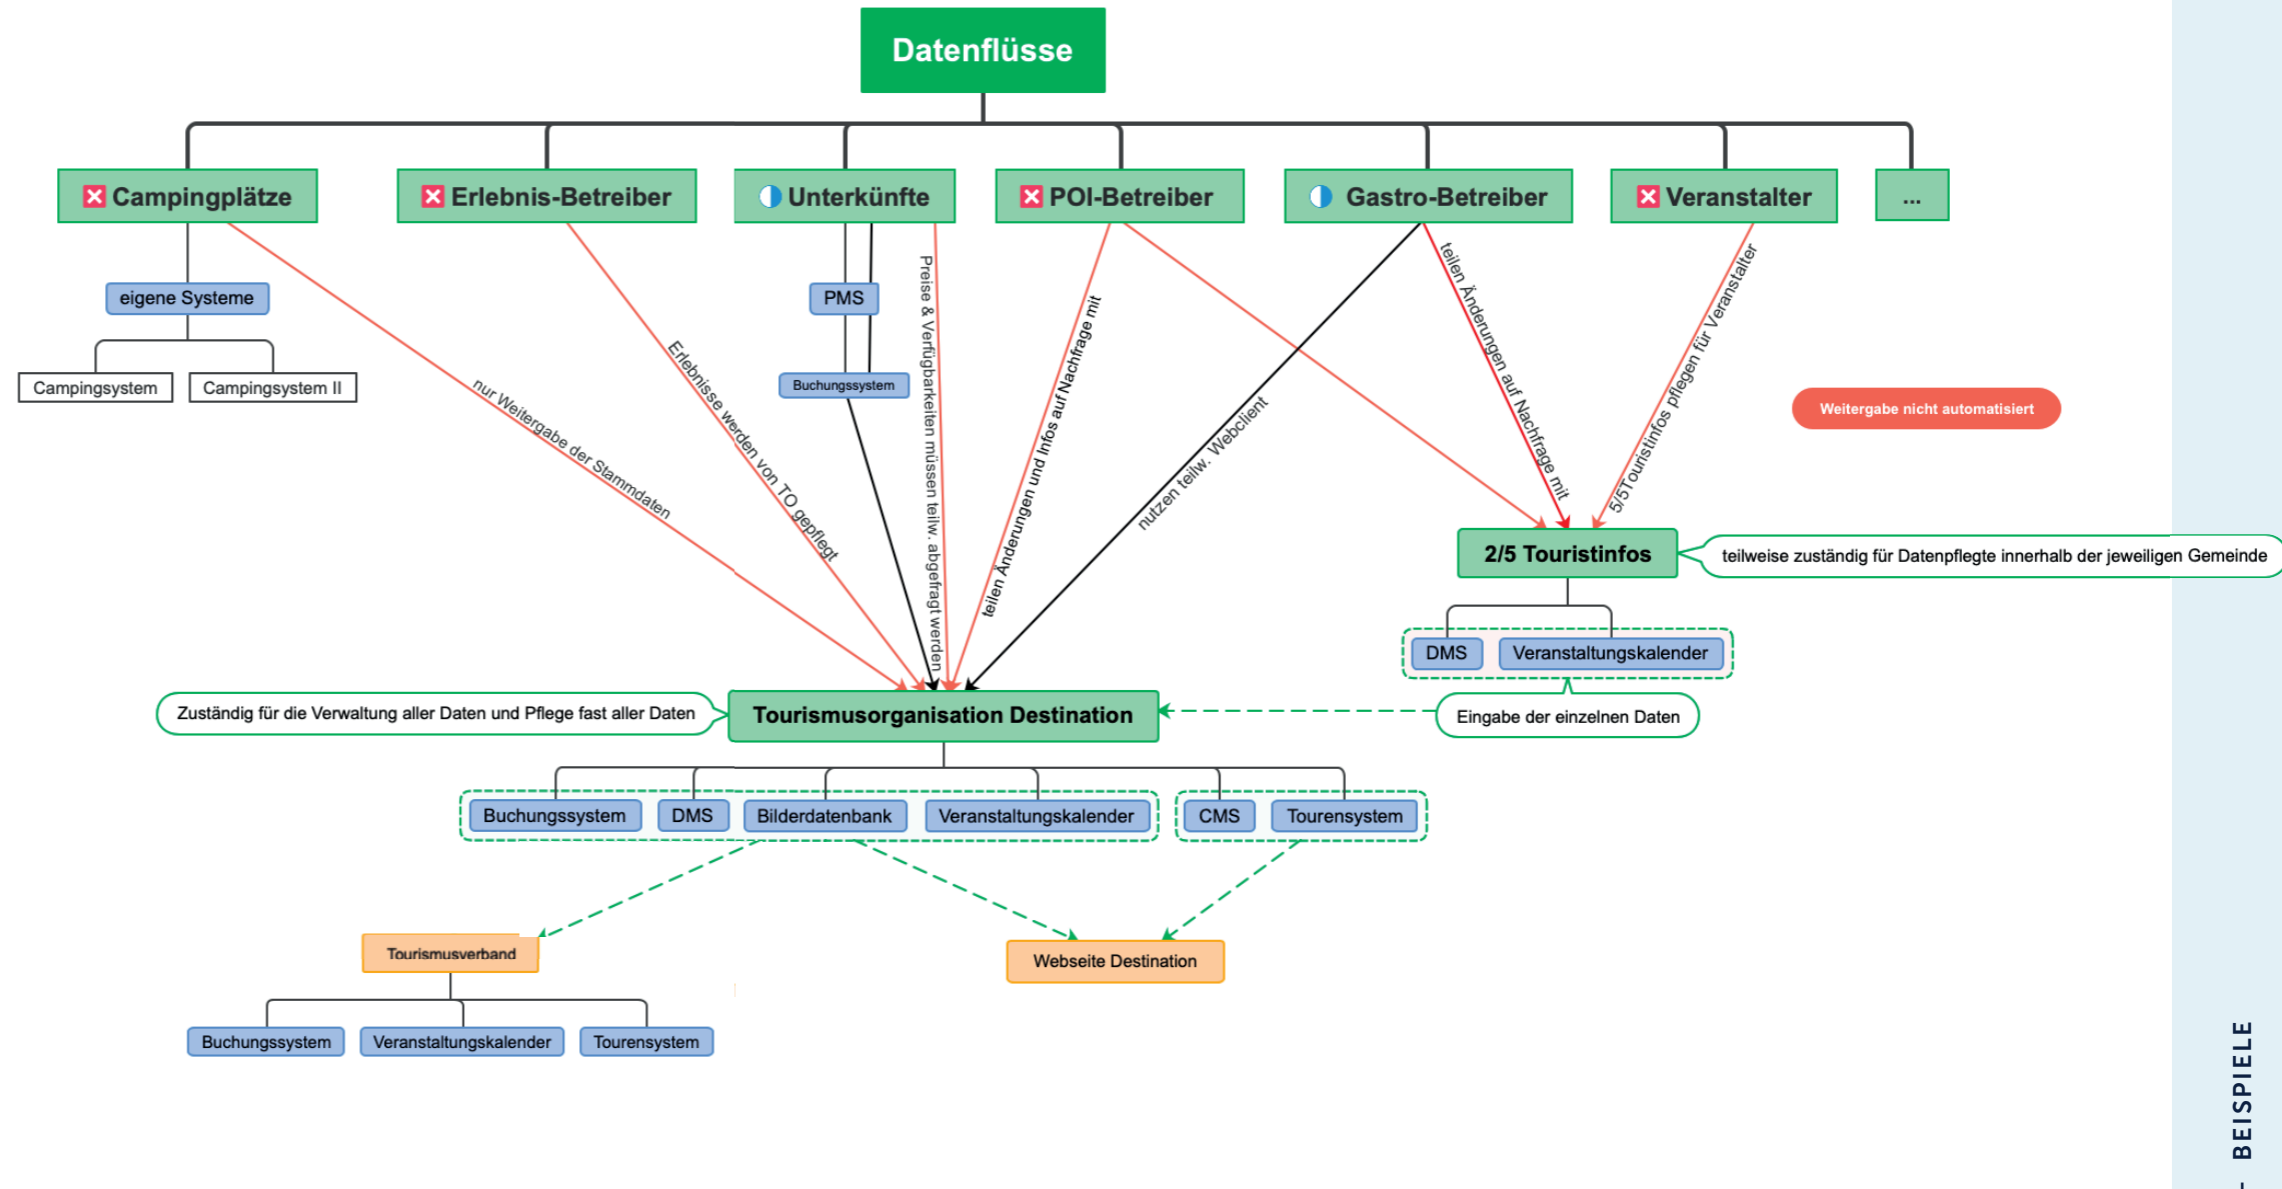 Datenflüsse
Campingplätze
Erlebnis-Betreiber
Unterkünfte
POI-Betreiber
Gastro-Betreiber
Veranstalter
...
eigene Systeme
Campingsystem
Campingsystem II
PMS
Buchungssystem
nur Weitergabe der Stammdaten
Erlebnisse werden von TO gepflegt
Preise & Verfügbarkeiten müssen teilw. abgefragt werden
teilen Änderungen und Infos auf Nachfrage mit
nutzen teilw. Webclient
teilen Änderungen auf Nachfrage mit
5/5Touristinfos pflegen für Veranstalter
Weitergabe nicht automatisiert
2/5 Touristinfos
teilweise zuständig für Datenpflegte innerhalb der jeweiligen Gemeinde
DMS
Veranstaltungskalender
Eingabe der einzelnen Daten
Zuständig für die Verwaltung aller Daten und Pflege fast aller Daten
Tourismusorganisation Destination
Buchungssystem
DMS
Bilderdatenbank
Veranstaltungskalender
CMS
Tourensystem
Tourismusverband
Webseite Destination
Buchungssystem
Veranstaltungskalender
Tourensystem
- BEISPIELE